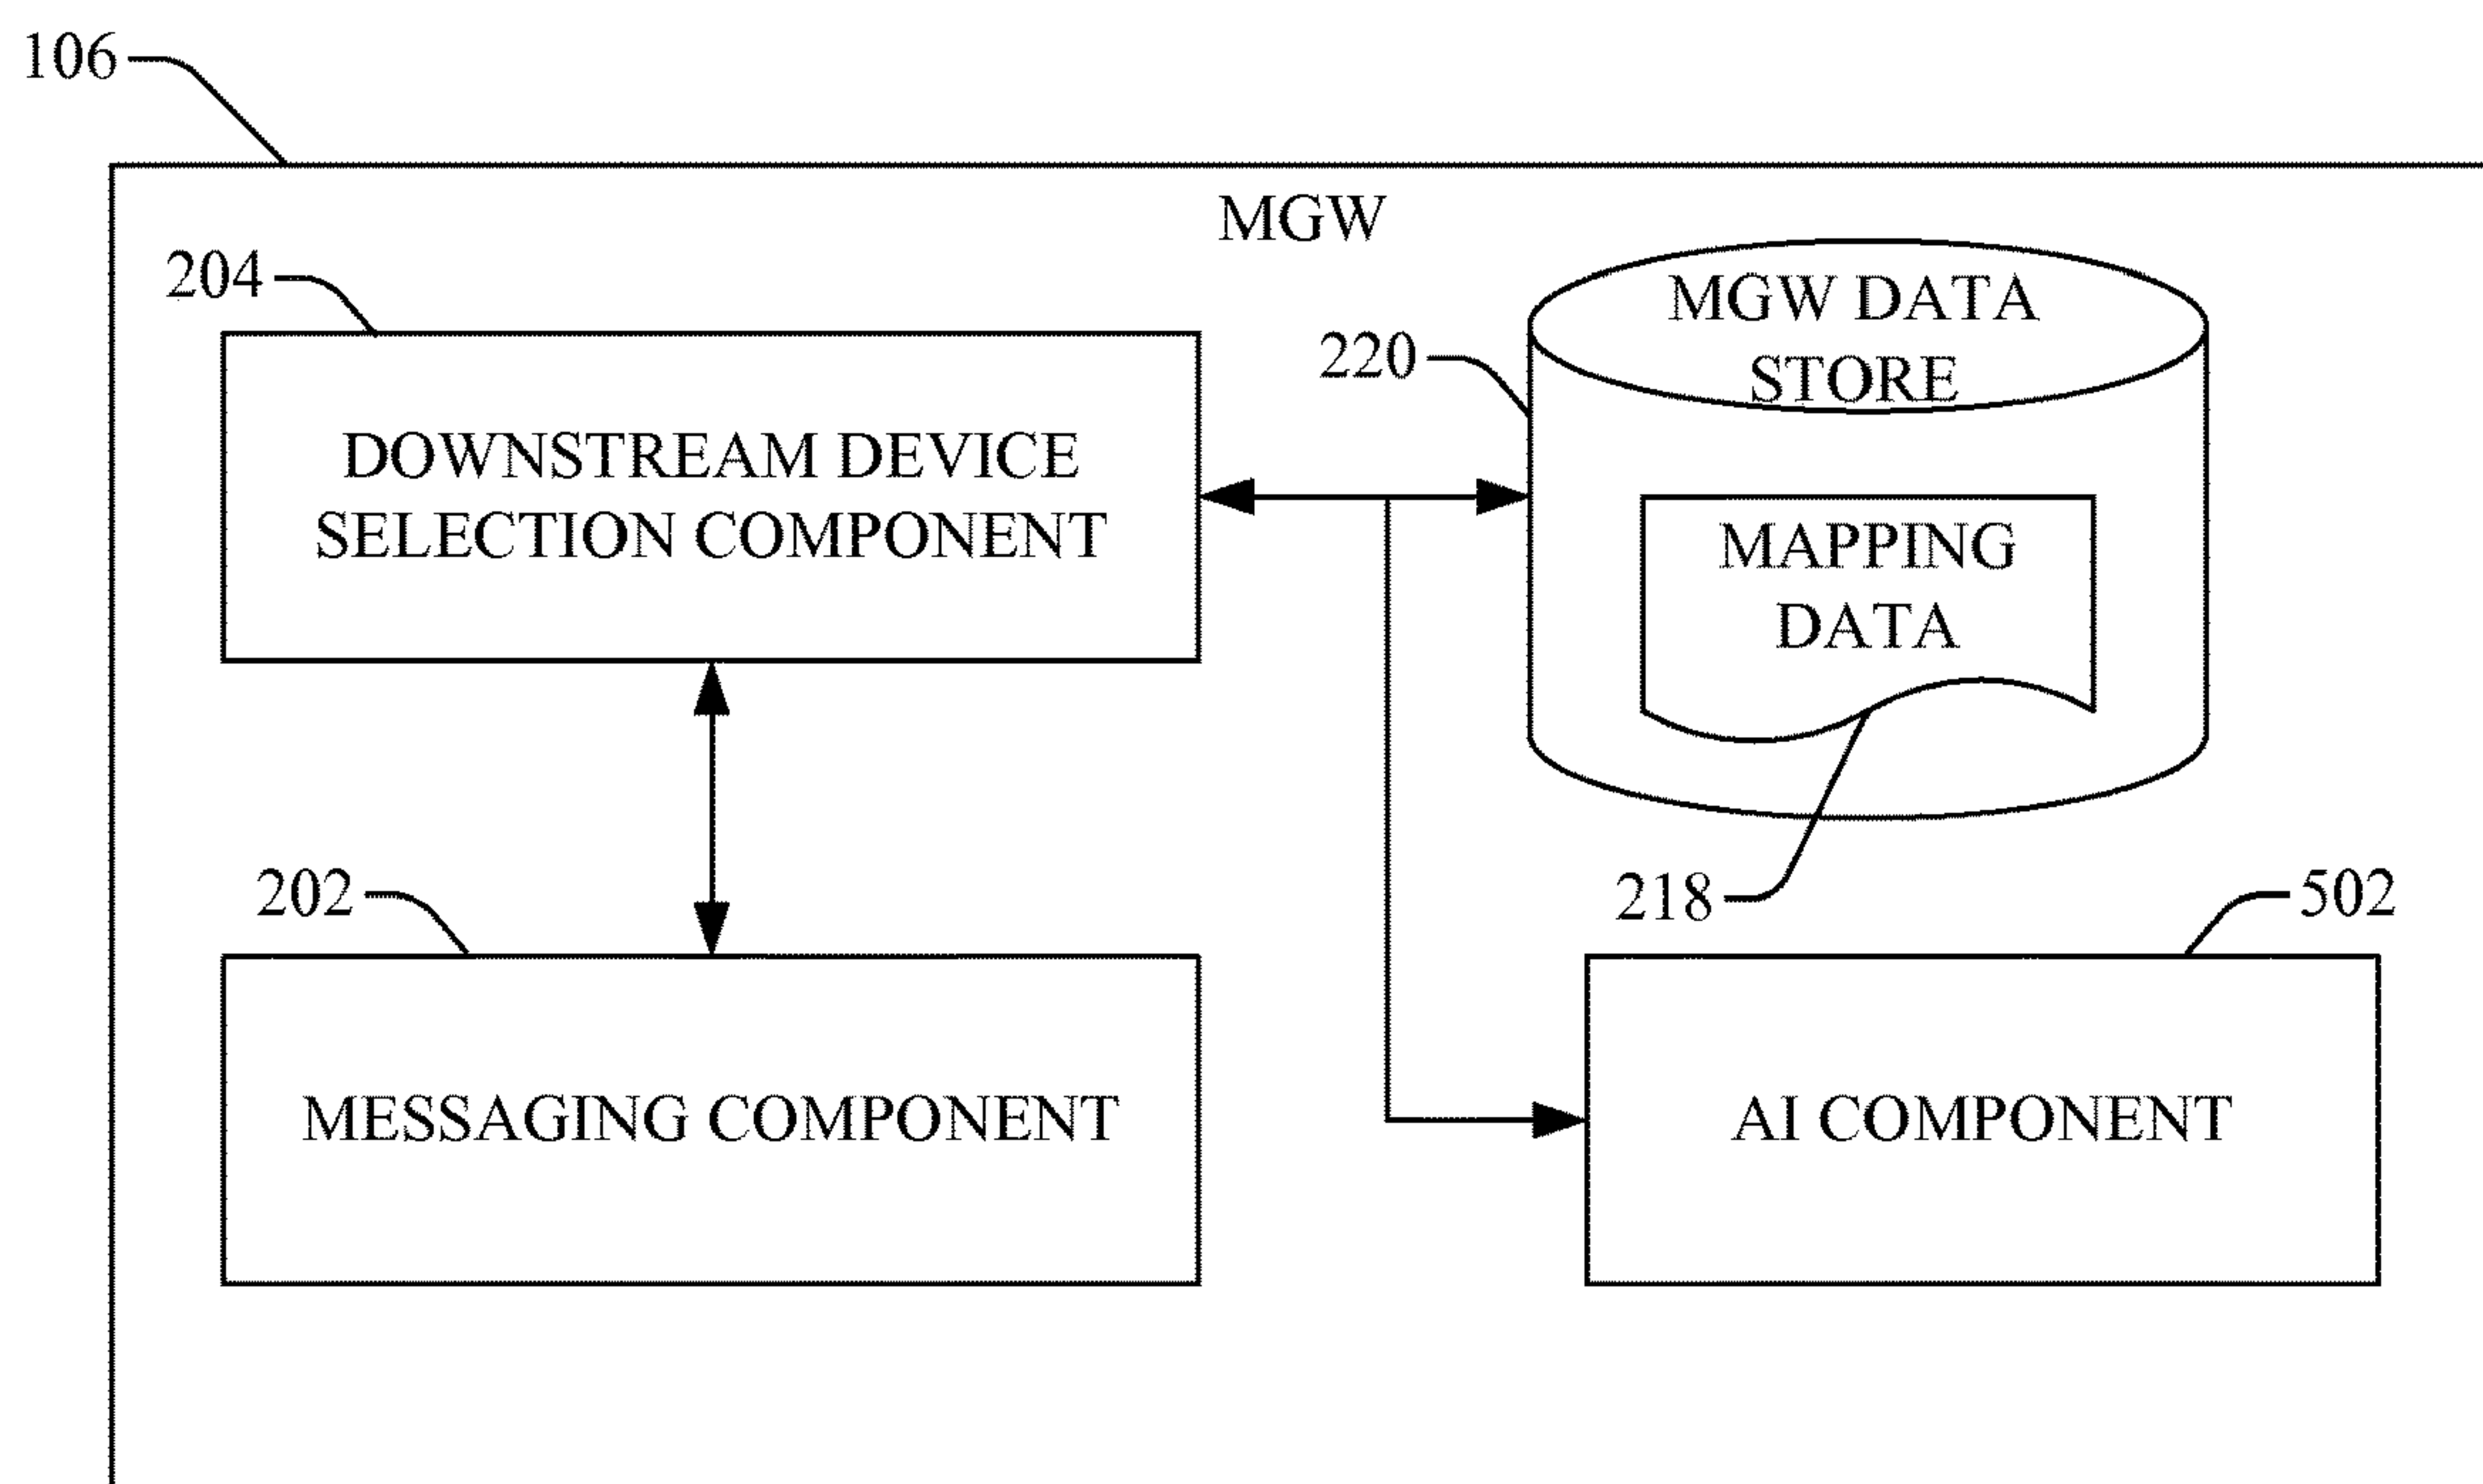 106
MGW
204
DOWNSTREAM DEVICE
SELECTION COMPONENT
220
MGW DATA
STORE
MAPPING
DATA
202
MESSAGING COMPONENT
218
502
AI COMPONENT